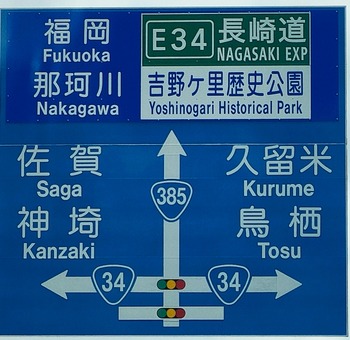 福岡
Fukuoka
那珂川
Nakagawa
E34 長崎道
NAGASAKI EXP
吉野ケ里歴史公園
Yoshinogari Historical Park
佐賀
Saga
神埼
Kanzaki
385
久留米
Kurume
鳥栖
Tosu
34
34